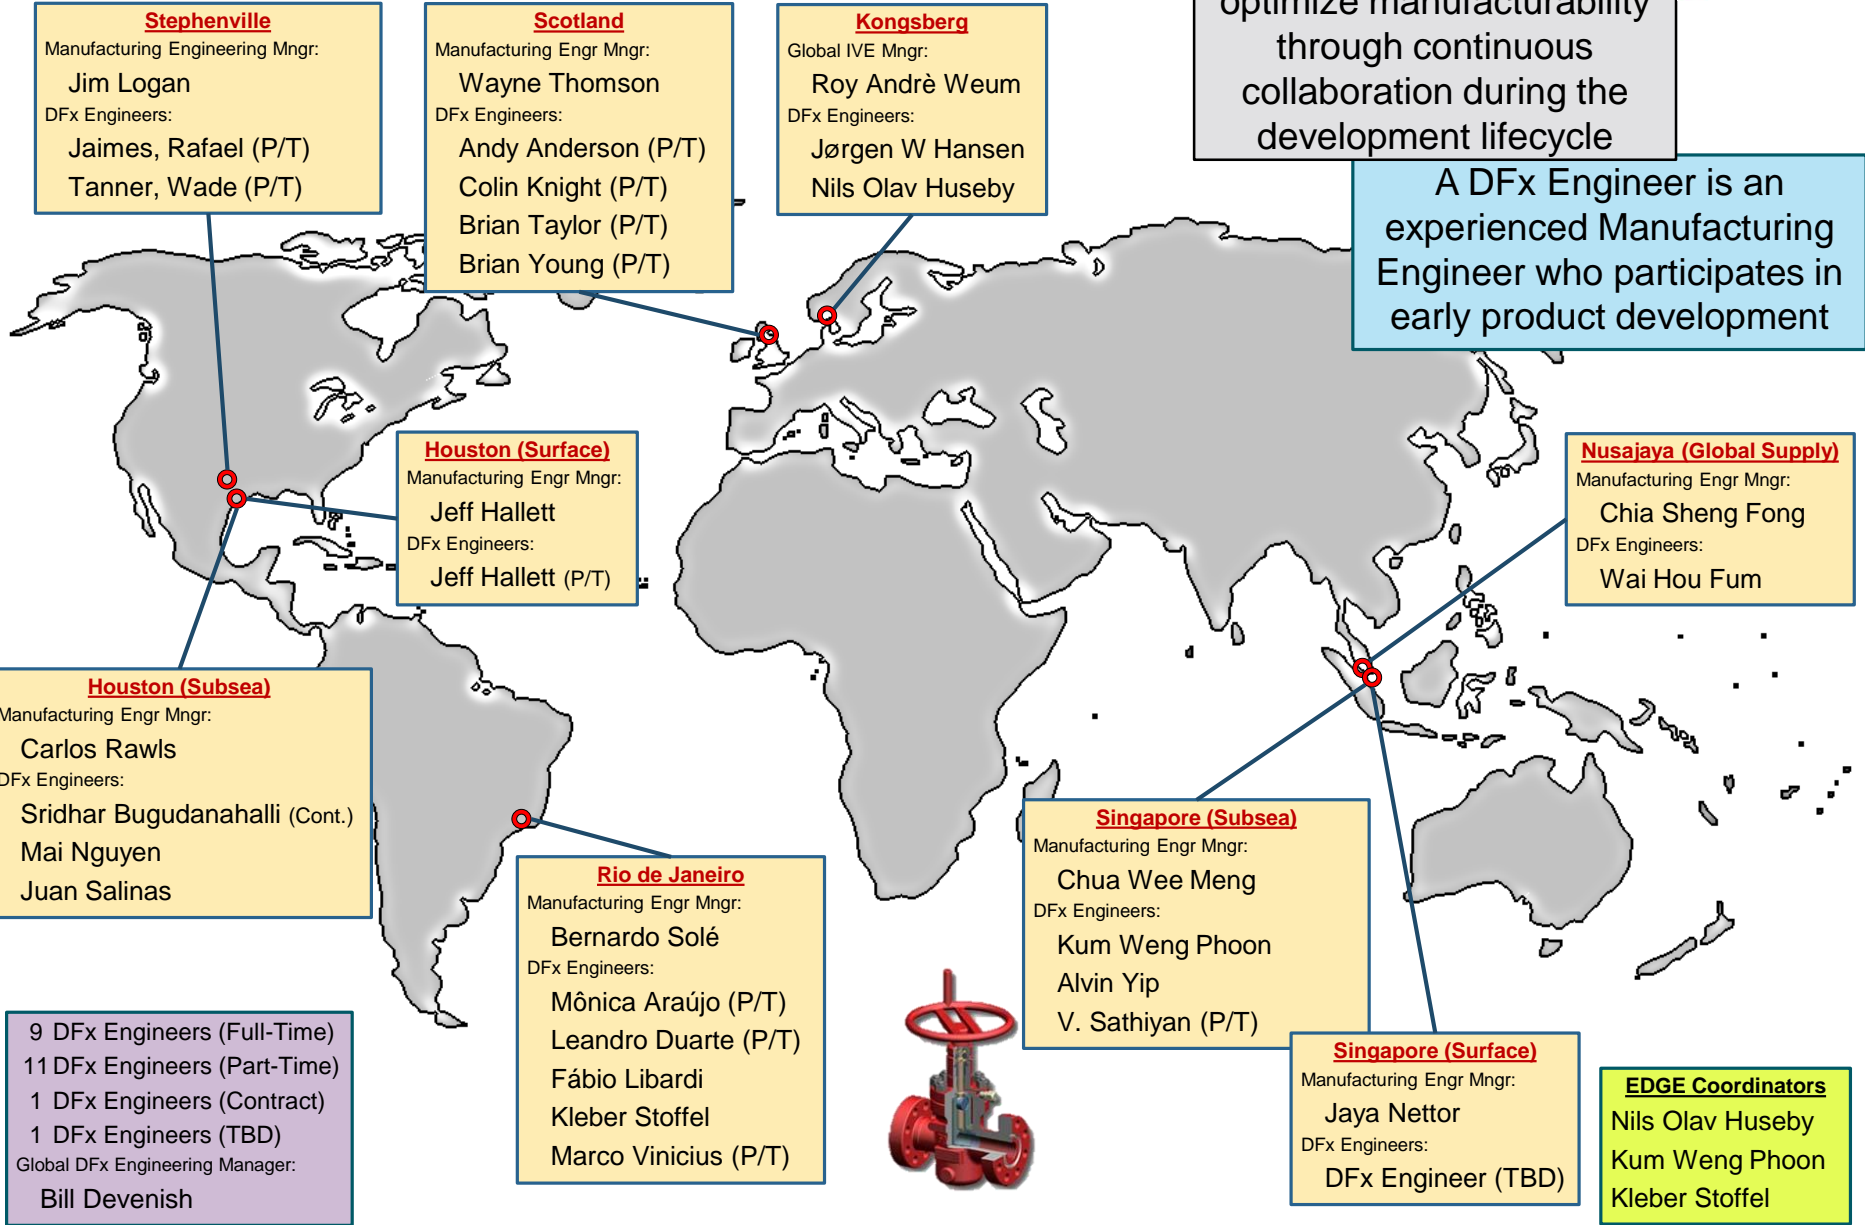 Stephenville
Manufacturing Engineering Mngr:
Jim Logan
DFx Engineers:
Jaimes, Rafael (P/T)
Tanner, Wade (P/T)
Scotland
Manufacturing Engr Mngr:
Wayne Thomson
DFx Engineers:
Andy Anderson (P/T)
Colin Knight (P/T)
Brian Taylor (P/T)
Brian Young (P/T)
Kongsberg
Global IVE Mngr:
Roy Andrè Weum
DFx Engineers:
Jørgen W Hansen
Nils Olav Huseby
optimize manufacturability
through continuous
collaboration during the
development lifecycle
A DFx Engineer is an
experienced Manufacturing
Engineer who participates in
early product development
Houston (Surface)
Manufacturing Engr Mngr:
Jeff Hallett
DFx Engineers:
Jeff Hallett (P/T)
Nusajaya (Global Supply)
Manufacturing Engr Mngr:
Chia Sheng Fong
DFx Engineers:
Wai Hou Fum
Houston (Subsea)
Manufacturing Engr Mngr:
Carlos Rawls
DFx Engineers:
Sridhar Bugudanahalli (Cont.)
Mai Nguyen
Juan Salinas
Rio de Janeiro
Manufacturing Engr Mngr:
Bernardo Solé
DFx Engineers:
Mônica Araújo (P/T)
Leandro Duarte (P/T)
Fábio Libardi
Kleber Stoffel
Marco Vinicius (P/T)
Singapore (Subsea)
Manufacturing Engr Mngr:
Chua Wee Meng
DFx Engineers:
Kum Weng Phoon
Alvin Yip
V. Sathiyan (P/T)
Singapore (Surface)
Manufacturing Engr Mngr:
Jaya Nettor
DFx Engineers:
DFx Engineer (TBD)
9 DFx Engineers (Full-Time)
11 DFx Engineers (Part-Time)
1 DFx Engineers (Contract)
1 DFx Engineers (TBD)
Global DFx Engineering Manager:
Bill Devenish
EDGE Coordinators
Nils Olav Huseby
Kum Weng Phoon
Kleber Stoffel